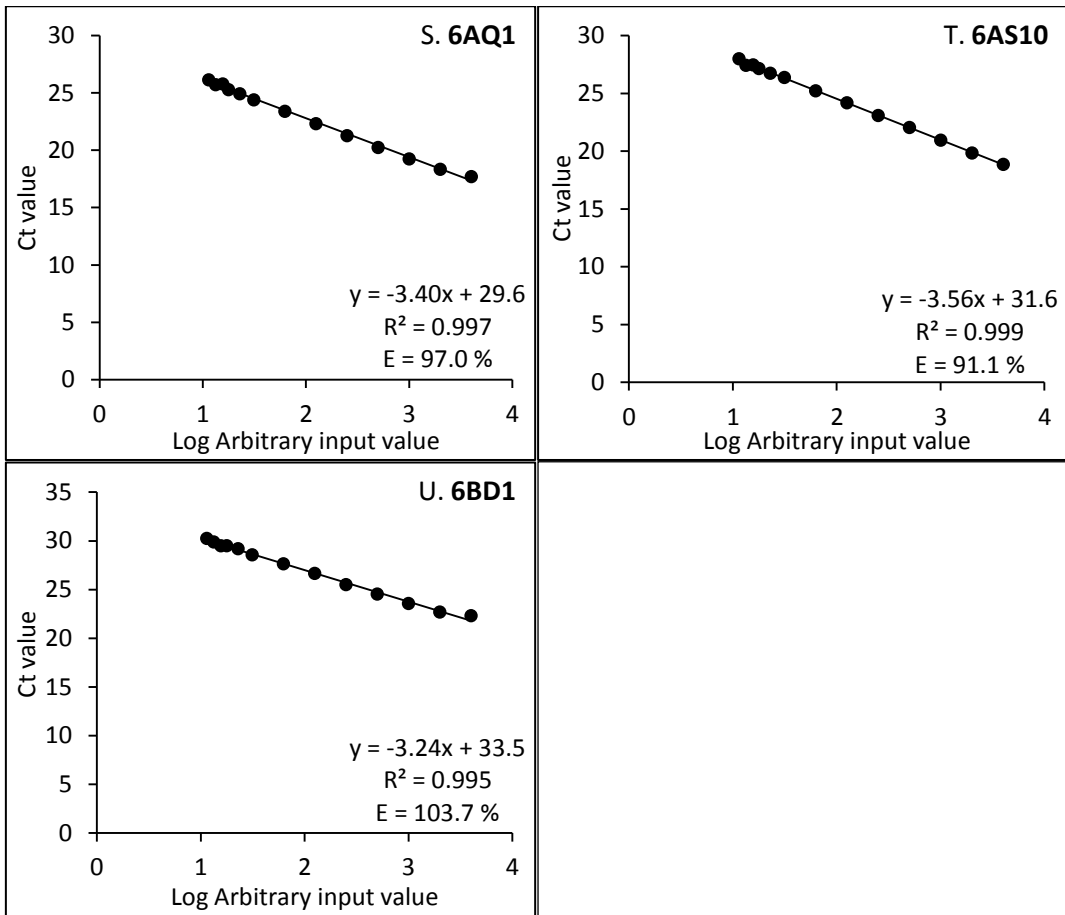 S. 6AQ1
30
25
20
15
10
5
0
Ct value
y = -3.40x + 29.6
R² = 0.997
E = 97.0 %
0 1 2 3 4
Log Arbitrary input value
T. 6AS10
30
25
20
15
10
5
0
Ct value
y = -3.56x + 31.6
R² = 0.999
E = 91.1 %
0 1 2 3 4
Log Arbitrary input value
U. 6BD1
35
30
25
20
15
10
5
0
Ct value
y = -3.24x + 33.5
R² = 0.995
E = 103.7 %
0 1 2 3 4
Log Arbitrary input value